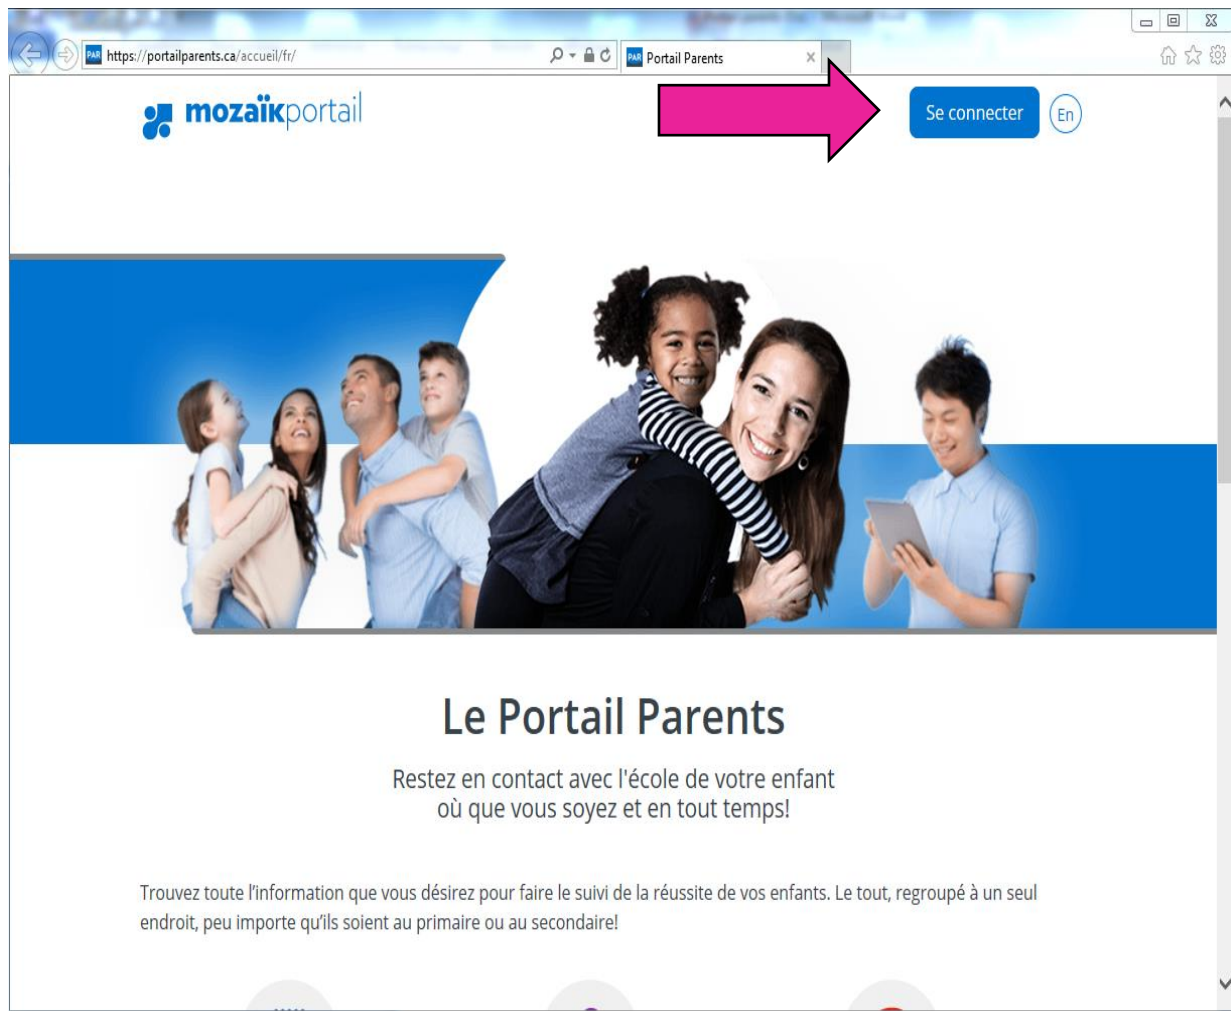 https://portailparents.ca/accueil/fr/
PAR Portail Parents
mozaïkportail
Se connecter
En
Le Portail Parents
Restez en contact avec l'école de votre enfant
où que vous soyez et en tout temps!
Trouvez toute l’information que vous désirez pour faire le suivi de la réussite de vos enfants. Le tout, regroupé à un seul
endroit, peu importe qu’ils soient au primaire ou au secondaire!